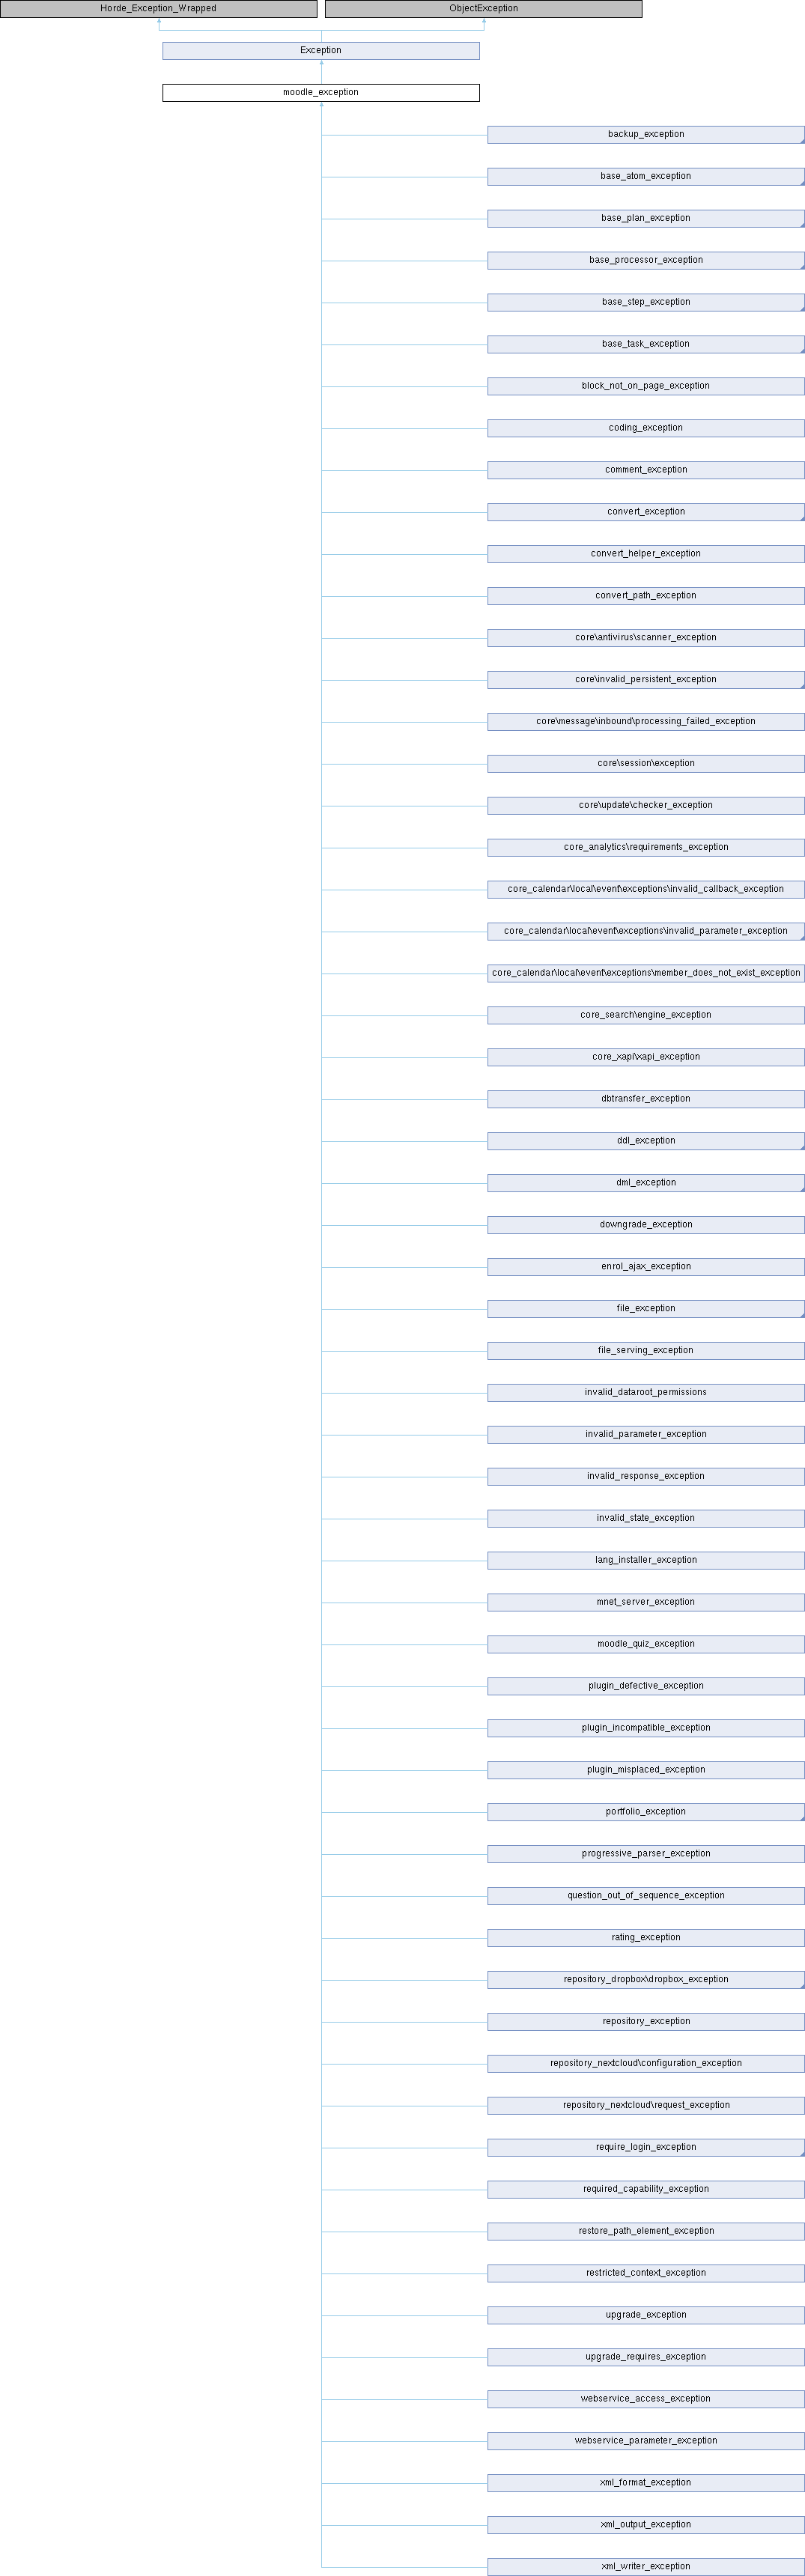 Horde_Exception_Wrapped
ObjectException
Exception
moodle_exception
backup_exception
base_atom_exception
base_plan_exception
base_processor_exception
base_step_exception
base_task_exception
block_not_on_page_exception
coding_exception
comment_exception
convert_exception
convert_helper_exception
convert_path_exception
core\antivirus\scanner_exception
core\invalid_persistent_exception
core\message\inbound\processing_failed_exception
core\session\exception
core\update\checker_exception
core_analytics\requirements_exception
core_calendar\local\event\exceptions\invalid_callback_exception
core_calendar\local\event\exceptions\invalid_parameter_exception
core_calendar\local\event\exceptions\member_does_not_exist_exception
core_search\engine_exception
core_xapi\xapi_exception
dbtransfer_exception
ddl_exception
dml_exception
downgrade_exception
enrol_ajax_exception
file_exception
file_serving_exception
invalid_dataroot_permissions
invalid_parameter_exception
invalid_response_exception
invalid_state_exception
lang_installer_exception
mnet_server_exception
moodle_quiz_exception
plugin_defective_exception
plugin_incompatible_exception
plugin_misplaced_exception
portfolio_exception
progressive_parser_exception
question_out_of_sequence_exception
rating_exception
repository_dropbox\dropbox_exception
repository_exception
repository_nextcloud\configuration_exception
repository_nextcloud\request_exception
require_login_exception
required_capability_exception
restore_path_element_exception
restricted_context_exception
upgrade_exception
upgrade_requires_exception
webservice_access_exception
webservice_parameter_exception
xml_format_exception
xml_output_exception
xml_writer_exception